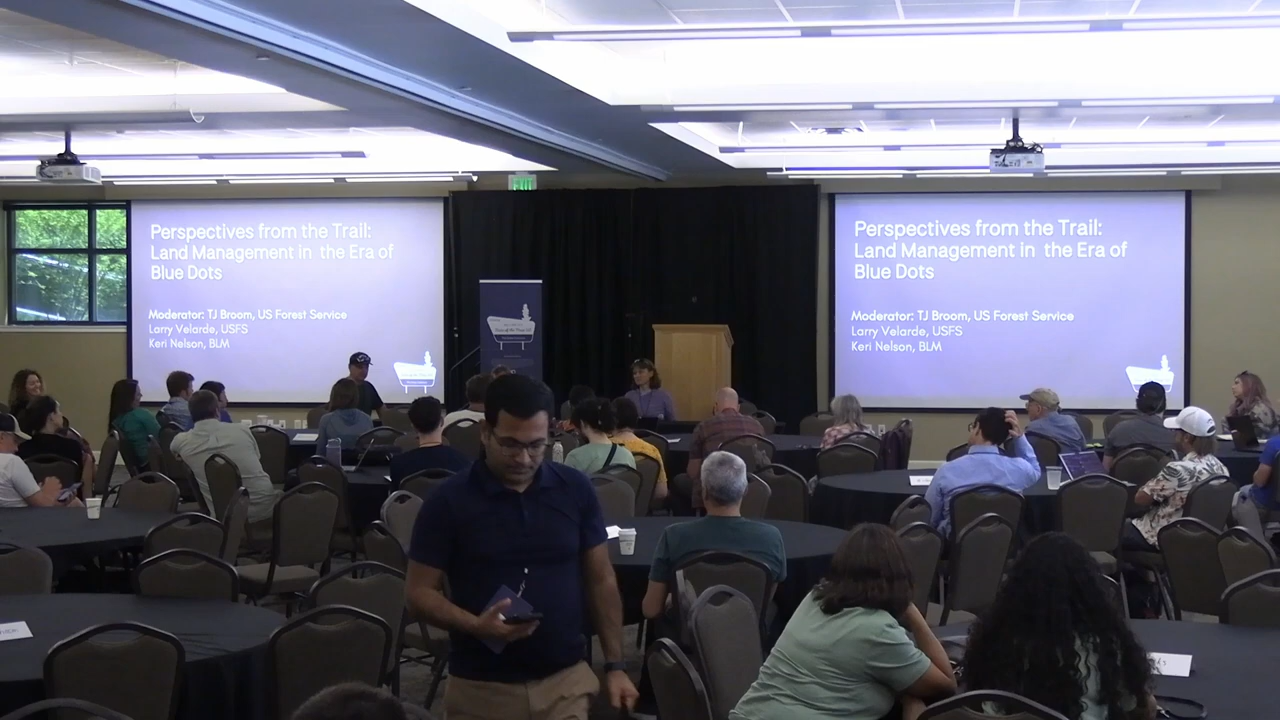 EXIT
Perspectives from the Trail:
Land Management in the Era of
Blue Dots
Moderator: TJ Broom, US Forest Service
Larry Velarde, USFS
Keri Nelson, BLM
Perspectives from the Trail:
Land Management in the Era of
Blue Dots
Moderator: TJ Broom, US Forest Service
Larry Velarde, USFS
Keri Nelson, BLM